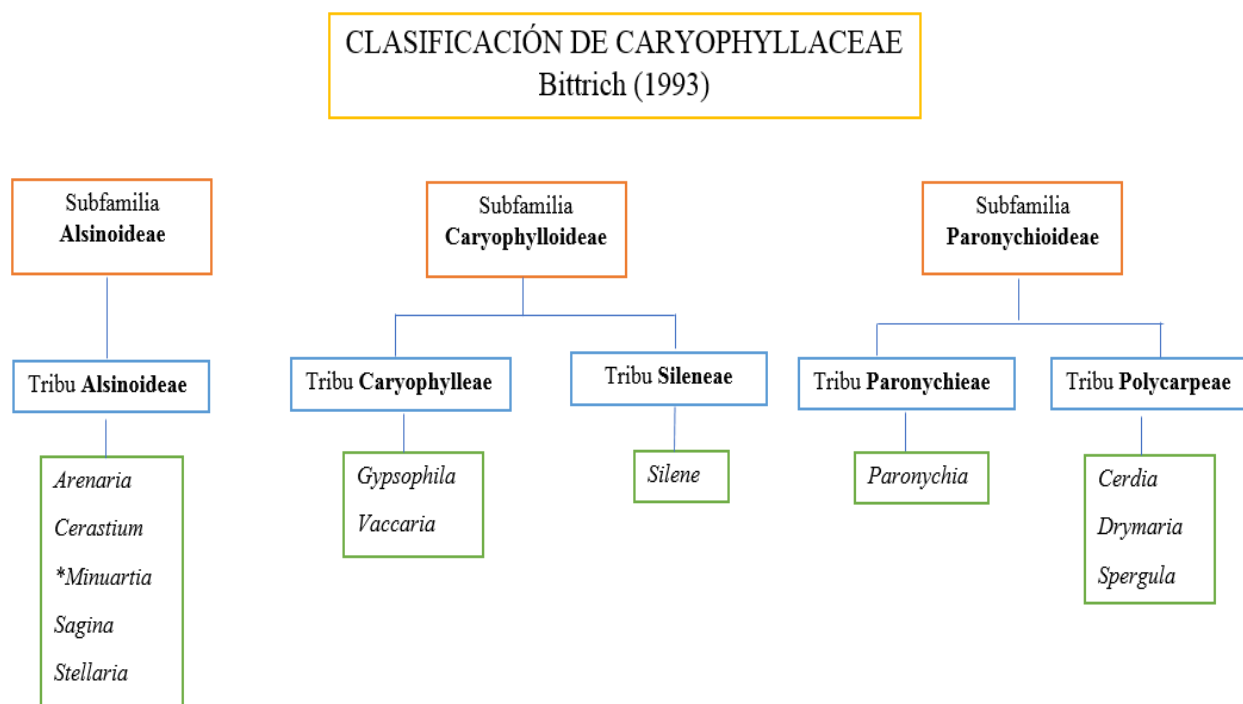 CLASIFICACIÓN DE CARYOPHYLLACEAE
Bittrich (1993)
Subfamilia
Alsinoideae
Subfamilia
Caryophylloideae
Subfamilia
Paronychioideae
Tribu Alsinoideae
Tribu Caryophylleae
Tribu Sileneae
Tribu Paronychieae
Tribu Polycarpeae
Arenaria
Cerastium
*Minuartia
Sagina
Stellaria
Gypsophila
Vaccaria
Silene
Paronychia
Cerdia
Drymaria
Spergula